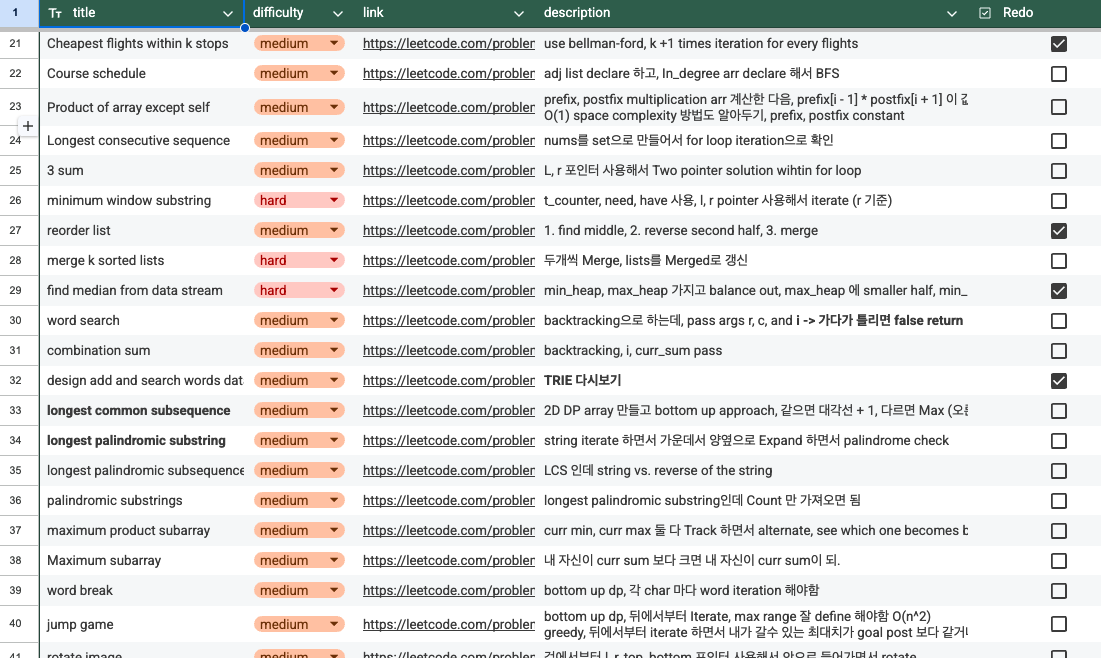 1 Tт title difficulty link description Redo
21 Cheapest flights within k stops medium https://leetcode.com/probler use bellman-ford, k +1 times iteration for every flights
22 Course schedule medium https://leetcode.com/probler adj list declare 하고, In_degree arr declare 해서 BFS
23 Product of array except self medium https://leetcode.com/probler prefix, postfix multiplication arr 계산한 다음, prefix[i - 1] * postfix[i + 1] 이
O(1) space complexity 방법도 알아두기, prefix, postfix constant
24 Longest consecutive sequence medium https://leetcode.com/probler nums를 set으로 만들어서 for loop iteration으로 확인
25 3 sum medium https://leetcode.com/probler L, r 포인터 사용해서 Two pointer solution wihtin for loop
26 minimum window substring hard https://leetcode.com/probler t_counter, need, have 사용, l, r pointer 사용해서 iterate (r 기준)
27 reorder list medium https://leetcode.com/probler 1. find middle, 2. reverse second half, 3. merge
28 merge k sorted lists hard https://leetcode.com/probler 두개씩 Merge, lists를 Merged로 갱신
29 find median from data stream hard https://leetcode.com/probler min_heap, max_heap 가지고 balance out, max_heap 에 smaller half, min_
30 word search medium https://leetcode.com/probler backtracking으로 하는데, pass args r, c, and i -> 가다가 틀리면 false return
31 combination sum medium https://leetcode.com/probler backtracking, i, curr_sum pass
32 design add and search words dat medium https://leetcode.com/probler TRIE 다시보기
33 longest common subsequence medium https://leetcode.com/probler 2D DP array 만들고 bottom up approach, 같으면 대각선 + 1, 다르면 Max (오른
34 longest palindromic substring medium https://leetcode.com/probler string iterate 하면서 가운데서 양옆으로 Expand 하면서 palindrome check
35 longest palindromic subsequence medium https://leetcode.com/probler LCS 인데 string vs. reverse of the string
36 palindromic substrings medium https://leetcode.com/probler longest palindromic substring인데 Count 만 가져오면 됨
37 maximum product subarray medium https://leetcode.com/probler curr min, curr max 둘 다 Track 하면서 alternate, see which one becomes b
38 Maximum subarray medium https://leetcode.com/probler 내 자신이 curr sum 보다 크면 내 자신이 curr sum이 되.
39 word break medium https://leetcode.com/probler bottom up dp, 각 char 마다 word iteration 해야함
40 jump game medium https://leetcode.com/probler bottom up dp, 뒤에서부터 Iterate, max range 잘 define 해야함 O(n^2)
greedy, 뒤에서부터 iterate 하면서 내가 갈수 있는 최대치가 goal post 보다 같거나
41 rotate image medium https://leetcode.com/probler 겉에서부터 l, r, top, bottom 포인터 사용해서 안으로 들어가면서 rotate